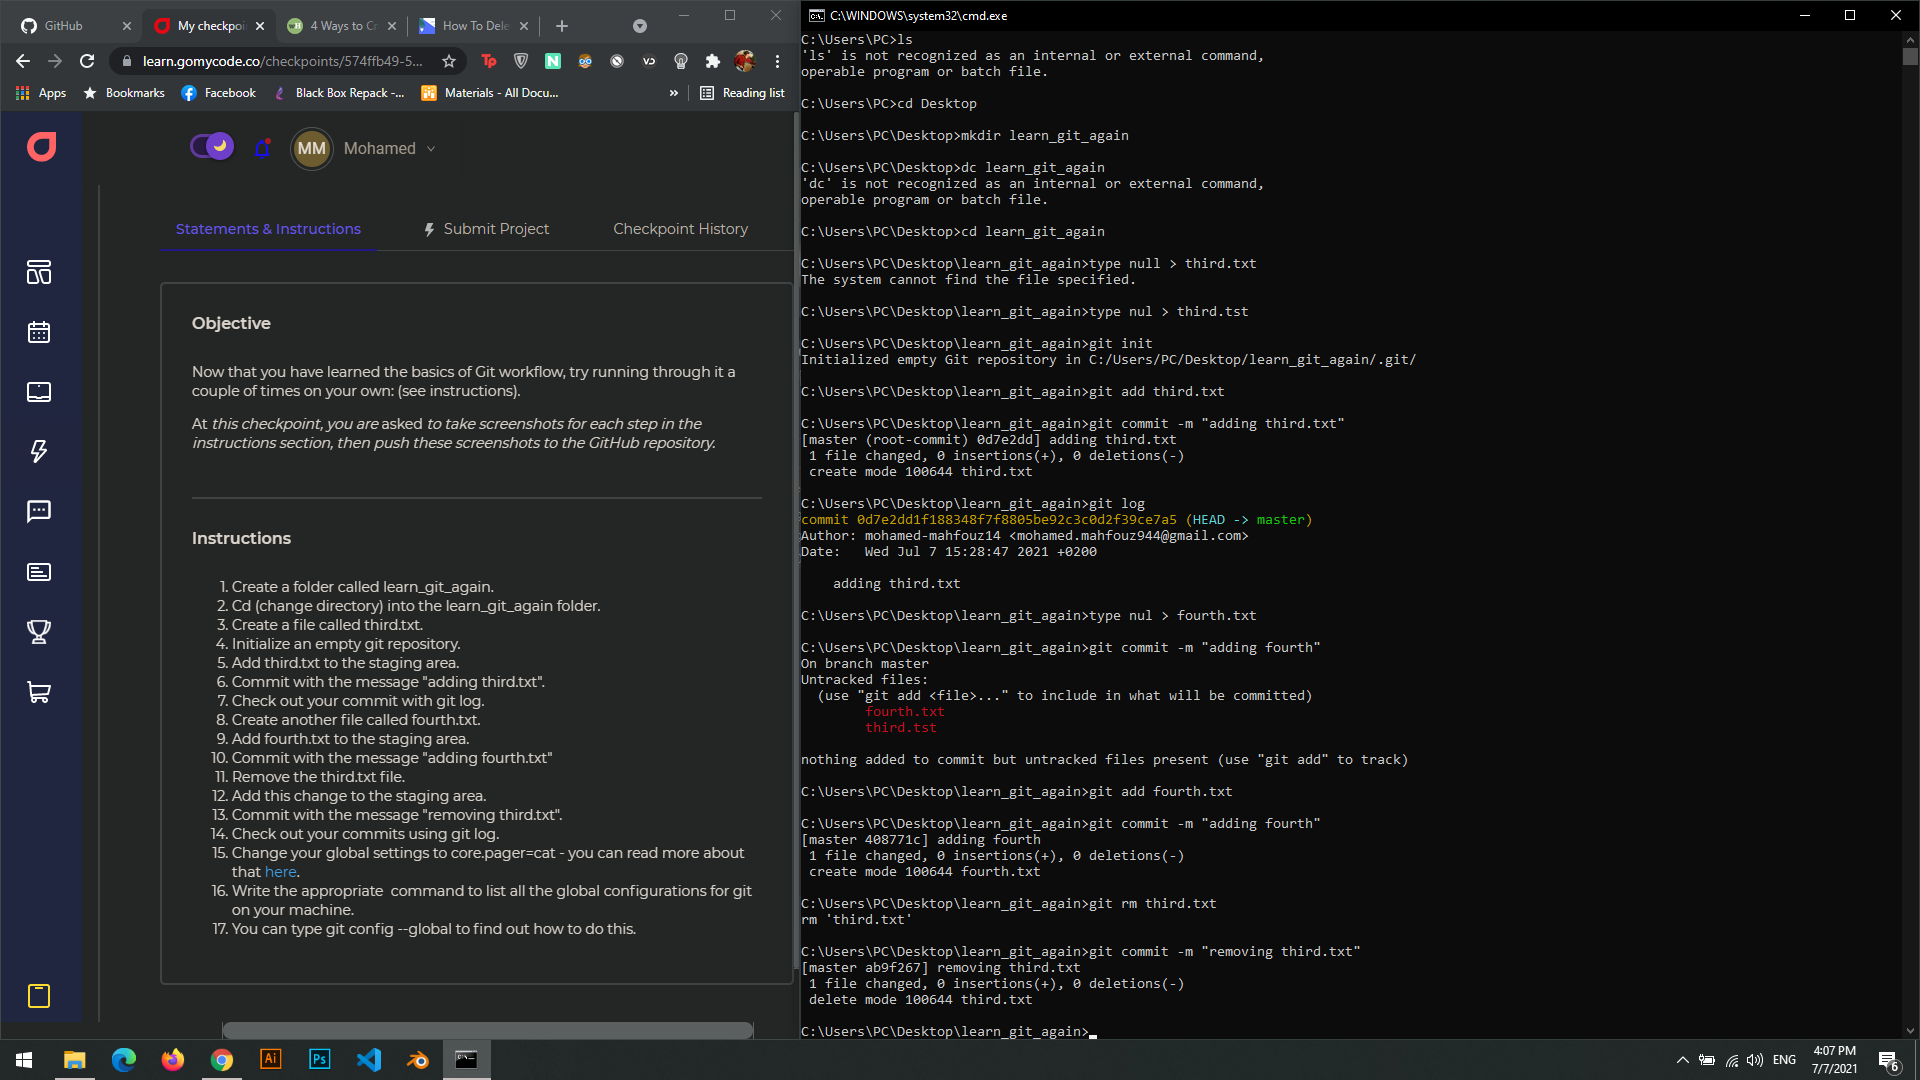 GitHub
My checkpoi
4 Ways to Cr
How To Dele
learn.gomycode.co/checkpoints/574ffb49-5...
Apps
Bookmarks
Facebook
Black Box Repack -...
Materials - All Docu...
»
Reading list
MM
Mohamed
Statements & Instructions
Submit Project
Checkpoint History
Objective
Now that you have learned the basics of Git workflow, try running through it a
couple of times on your own: (see instructions).
At this checkpoint, you are asked to take screenshots for each step in the
instructions section, then push these screenshots to the GitHub repository.
Instructions
1. Create a folder called learn_git_again.
2. Cd (change directory) into the learn_git_again folder.
3. Create a file called third.txt.
4. Initialize an empty git repository.
5. Add third.txt to the staging area.
6. Commit with the message "adding third.txt".
7. Check out your commit with git log.
8. Create another file called fourth.txt.
9. Add fourth.txt to the staging area.
10. Commit with the message "adding fourth.txt"
11. Remove the third.txt file.
12. Add this change to the staging area.
13. Commit with the message "removing third.txt".
14. Check out your commits using git log.
15. Change your global settings to core.pager=cat - you can read more about
that here.
16. Write the appropriate command to list all the global configurations for git
on your machine.
17. You can type git config --global to find out how to do this.
C:\WINDOWS\system32\cmd.exe
C:\Users\PC>ls
'ls' is not recognized as an internal or external command,
operable program or batch file.
C:\Users\PC>cd Desktop
C:\Users\PC\Desktop>mkdir learn_git_again
C:\Users\PC\Desktop>dc learn_git_again
'dc' is not recognized as an internal or external command,
operable program or batch file.
C:\Users\PC\Desktop>cd learn_git_again
C:\Users\PC\Desktop\learn_git_again>type null > third.txt
The system cannot find the file specified.
C:\Users\PC\Desktop\learn_git_again>type nul > third.tst
C:\Users\PC\Desktop\learn_git_again>git init
Initialized empty Git repository in C:/Users/PC/Desktop/learn_git_again/.git/
C:\Users\PC\Desktop\learn_git_again>git add third.txt
C:\Users\PC\Desktop\learn_git_again>git commit -m "adding third.txt"
[master (root-commit) 0d7e2dd] adding third.txt
1 file changed, 0 insertions(+), 0 deletions(-)
create mode 100644 third.txt
C:\Users\PC\Desktop\learn_git_again>git log
commit 0d7e2dd1f188348f7f8805be92c3c0d2f39ce7a5 (HEAD -> master)
Author: mohamed-mahfouz14 <mohamed.mahfouz944@gmail.com>
Date:   Wed Jul 7 15:28:47 2021 +0200
adding third.txt
C:\Users\PC\Desktop\learn_git_again>type nul > fourth.txt
C:\Users\PC\Desktop\learn_git_again>git commit -m "adding fourth"
On branch master
Untracked files:
(use "git add <file>..." to include in what will be committed)
fourth.txt
third.tst
nothing added to commit but untracked files present (use "git add" to track)
C:\Users\PC\Desktop\learn_git_again>git add fourth.txt
C:\Users\PC\Desktop\learn_git_again>git commit -m "adding fourth"
[master 408771c] adding fourth
1 file changed, 0 insertions(+), 0 deletions(-)
create mode 100644 fourth.txt
C:\Users\PC\Desktop\learn_git_again>git rm third.txt
rm 'third.txt'
C:\Users\PC\Desktop\learn_git_again>git commit -m "removing third.txt"
[master ab9f267] removing third.txt
1 file changed, 0 insertions(+), 0 deletions(-)
delete mode 100644 third.txt
C:\Users\PC\Desktop\learn_git_again>
Ai
Ps
ENG
4:07 PM
7/7/2021
6